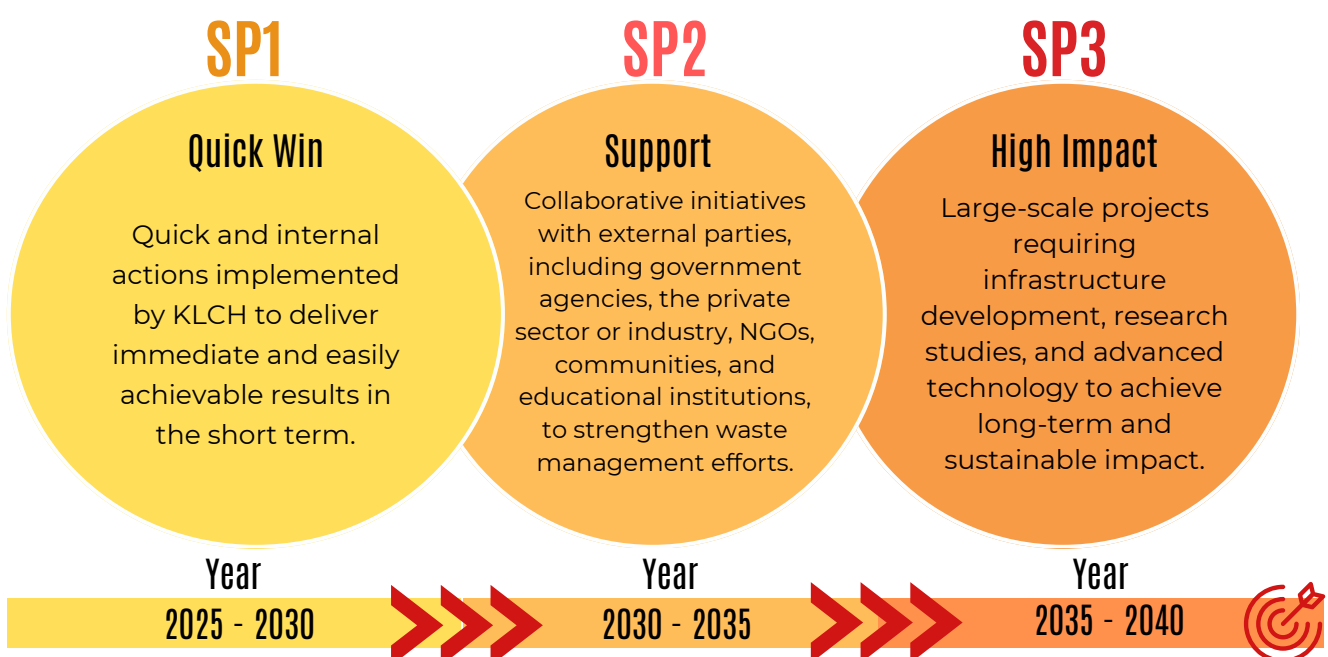 SP1
Quick Win
Quick and internal
actions implemented
by KLCH to deliver
immediate and easily
achievable results in
the short term.
Year
2025 - 2030
SP2
Support
Collaborative initiatives
with external parties,
including government
agencies, the private
sector or industry, NGOs,
communities, and
educational institutions,
to strengthen waste
management efforts.
Year
2030 - 2035
SP3
High Impact
Large-scale projects
requiring
infrastructure
development, research
studies, and advanced
technology to achieve
long-term and
sustainable impact.
Year
2035 - 2040